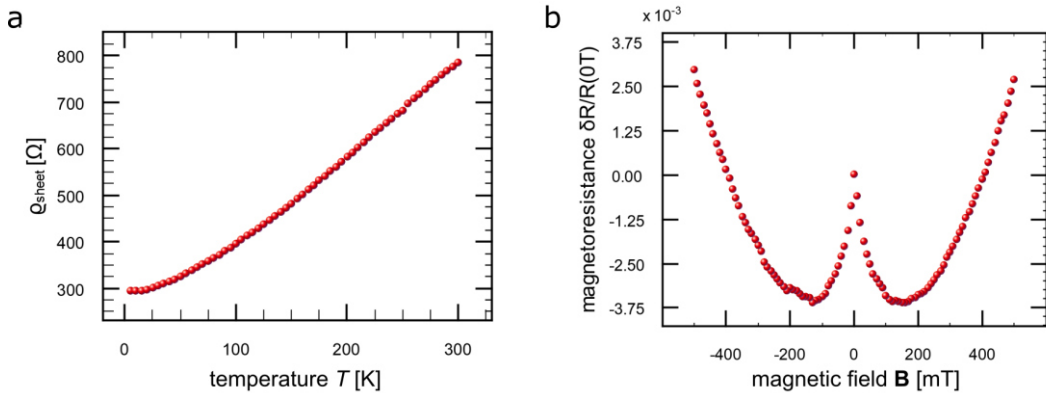 a
800
700
600
500
400
300
ϱsheet [Ω]
0 100 200 300
temperature T [K]
b
x 10-3
3.75
2.50
1.25
0.00
-1.25
-2.50
-3.75
magnetoresistance δR/R(0T)
-400 -200 0 200 400
magnetic field B [mT]